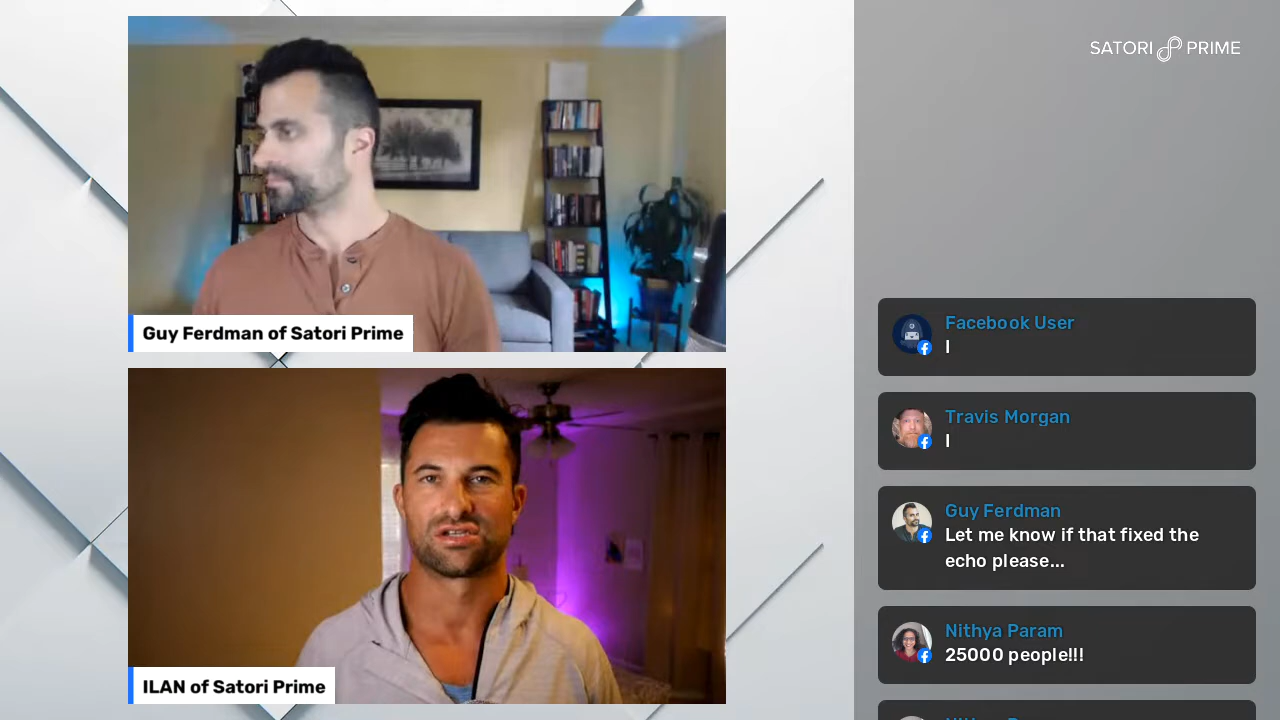 SATORI PRIME
Guy Ferdman of Satori Prime
ILAN of Satori Prime
Facebook User
I
Travis Morgan
I
Guy Ferdman
Let me know if that fixed the
echo please...
Nithya Param
25000 people!!!